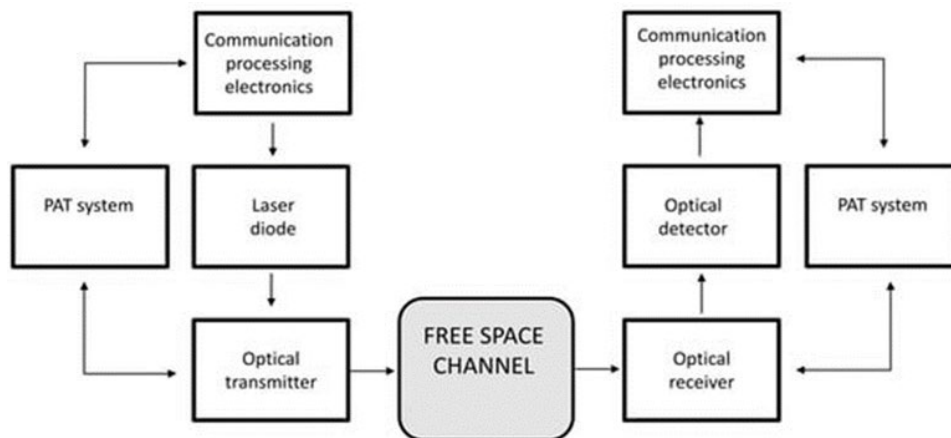 Communication
processing
electronics
PAT system
Laser
diode
Optical
transmitter
FREE SPACE
CHANNEL
Communication
processing
electronics
Optical
detector
PAT system
Optical
receiver